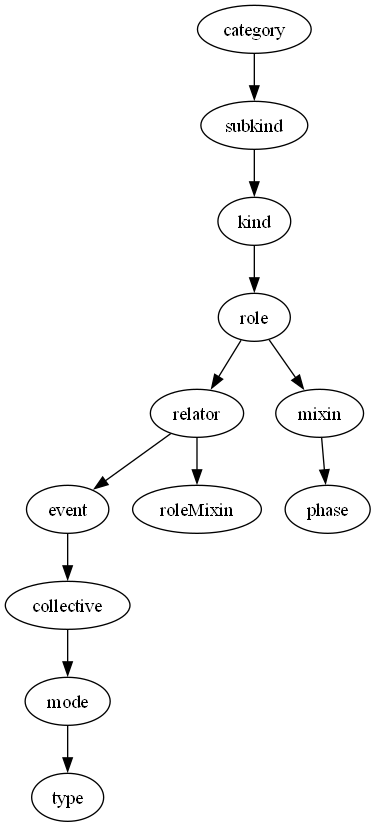 category
subkind
kind
role
relator
mixin
event
roleMixin
phase
collective
mode
type